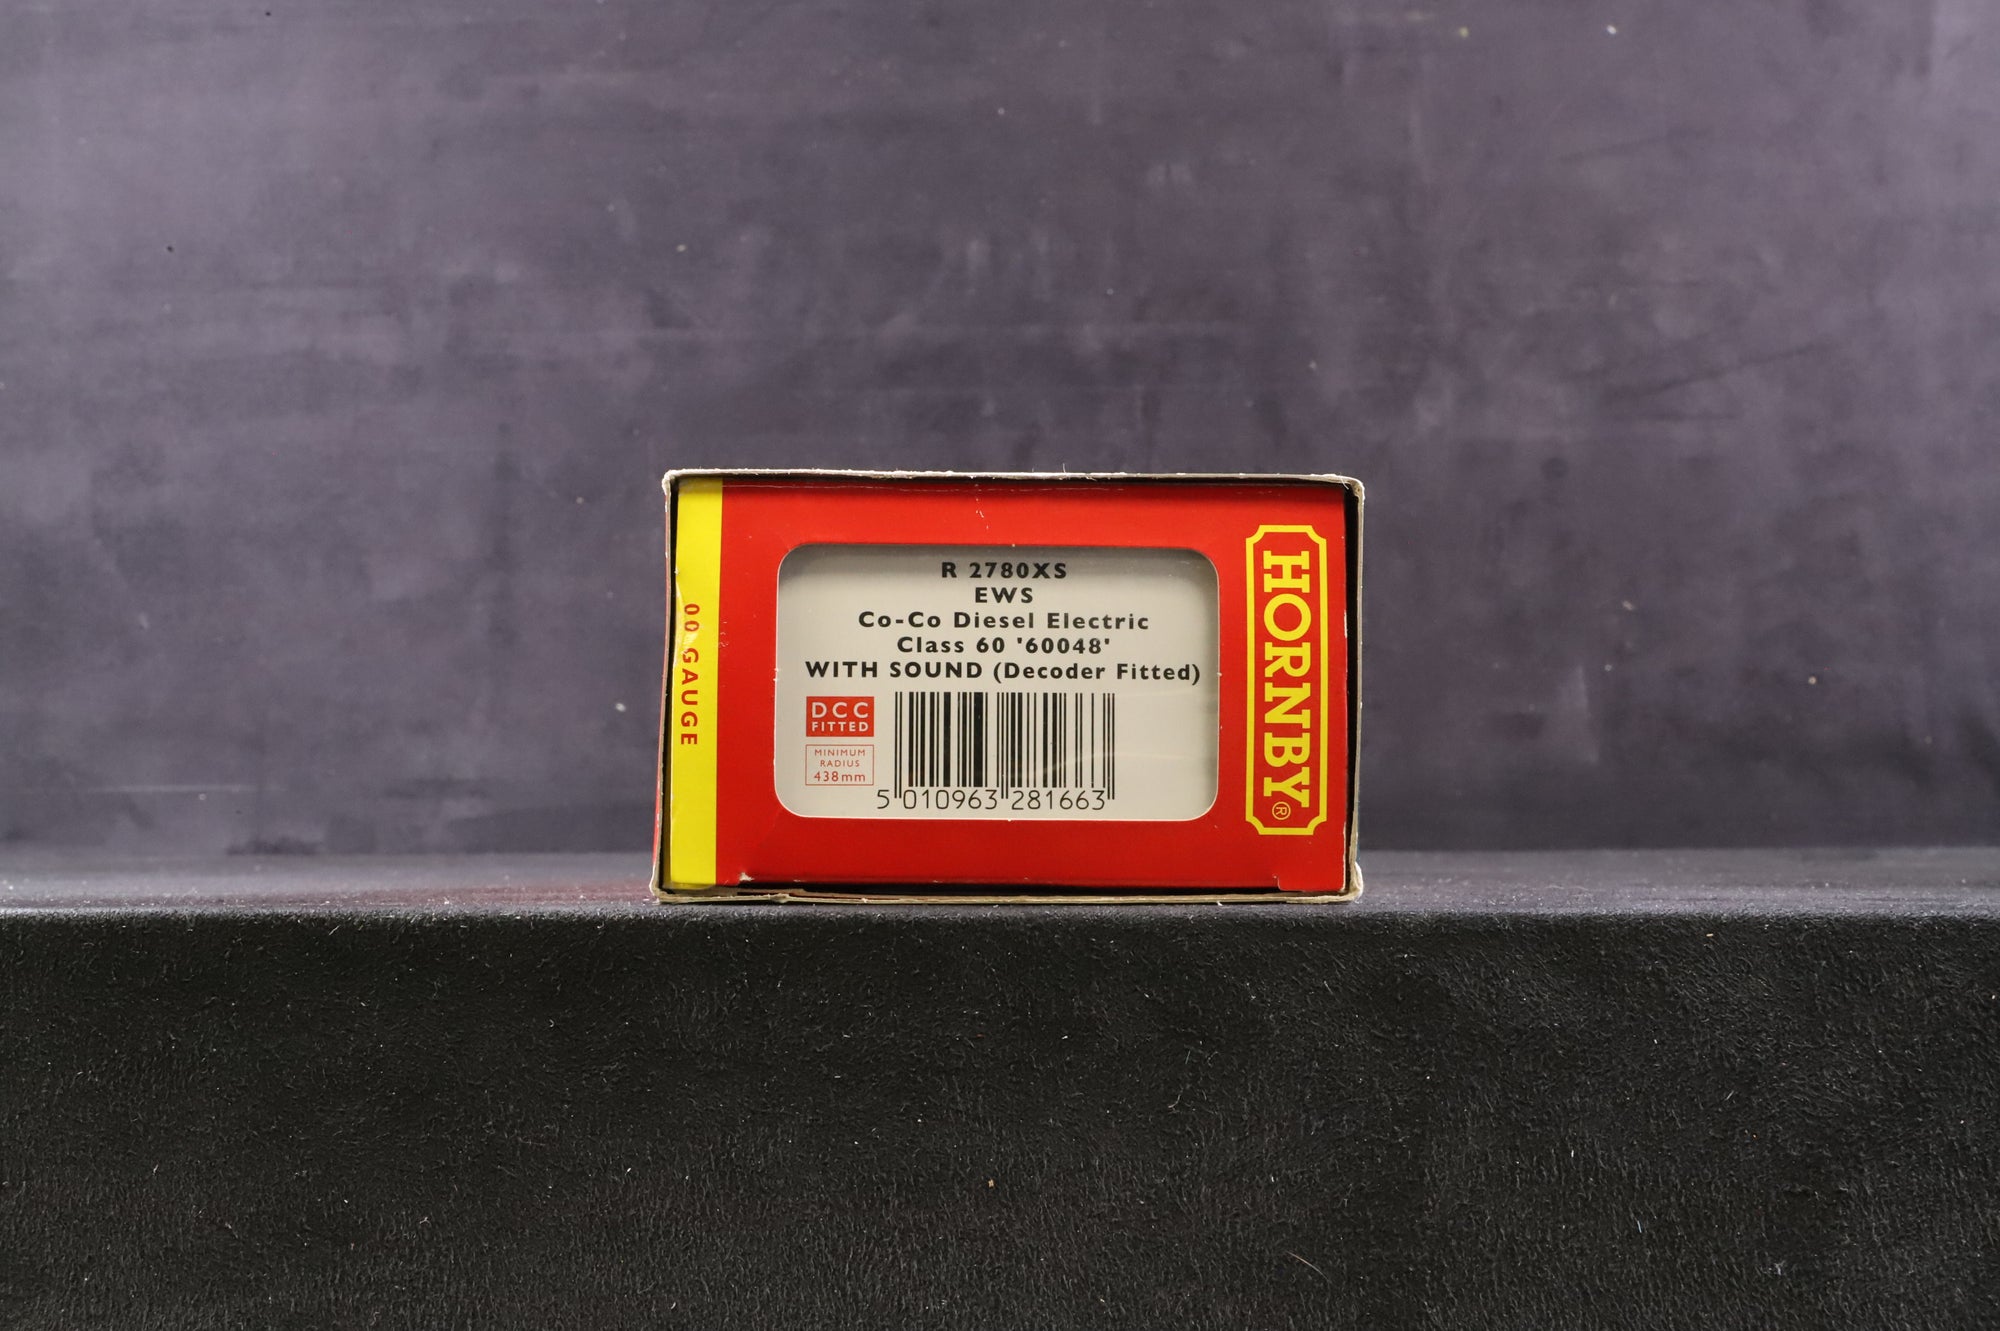 00 GAUGE
R 2780XS
EWS
Co-Co Diesel Electric
Class 60 '60048'
WITH SOUND (Decoder Fitted)
DCC
FITTED
MINIMUM
RADIUS
438mm
5 010963 281663
HORNBY®